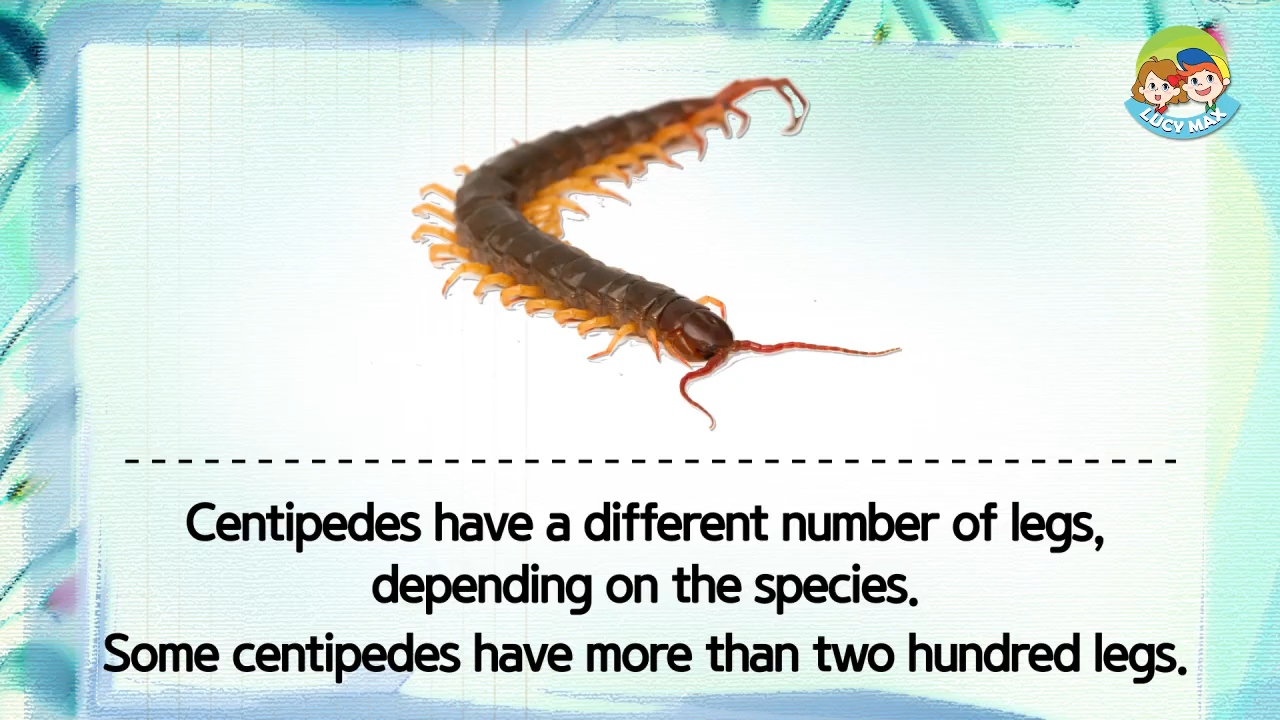 LUCY MAX
Centipedes have a different number of legs,
depending on the species.
Some centipedes have more than two hundred legs.